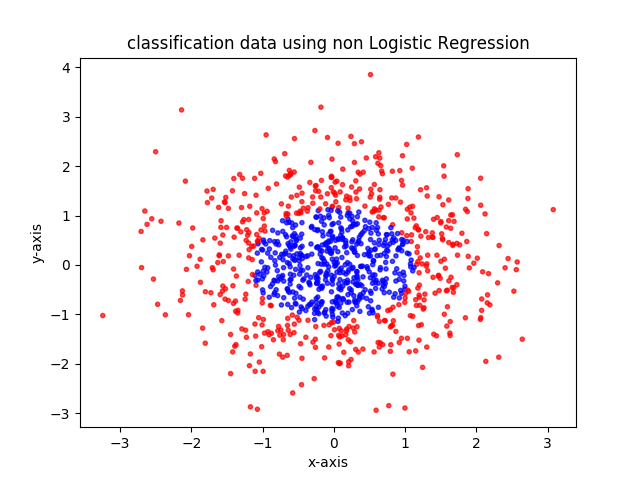 classification data using non Logistic Regression
4
3
2
1
0
−1
−2
−3
y-axis
−3 −2 −1 0 1 2 3
x-axis